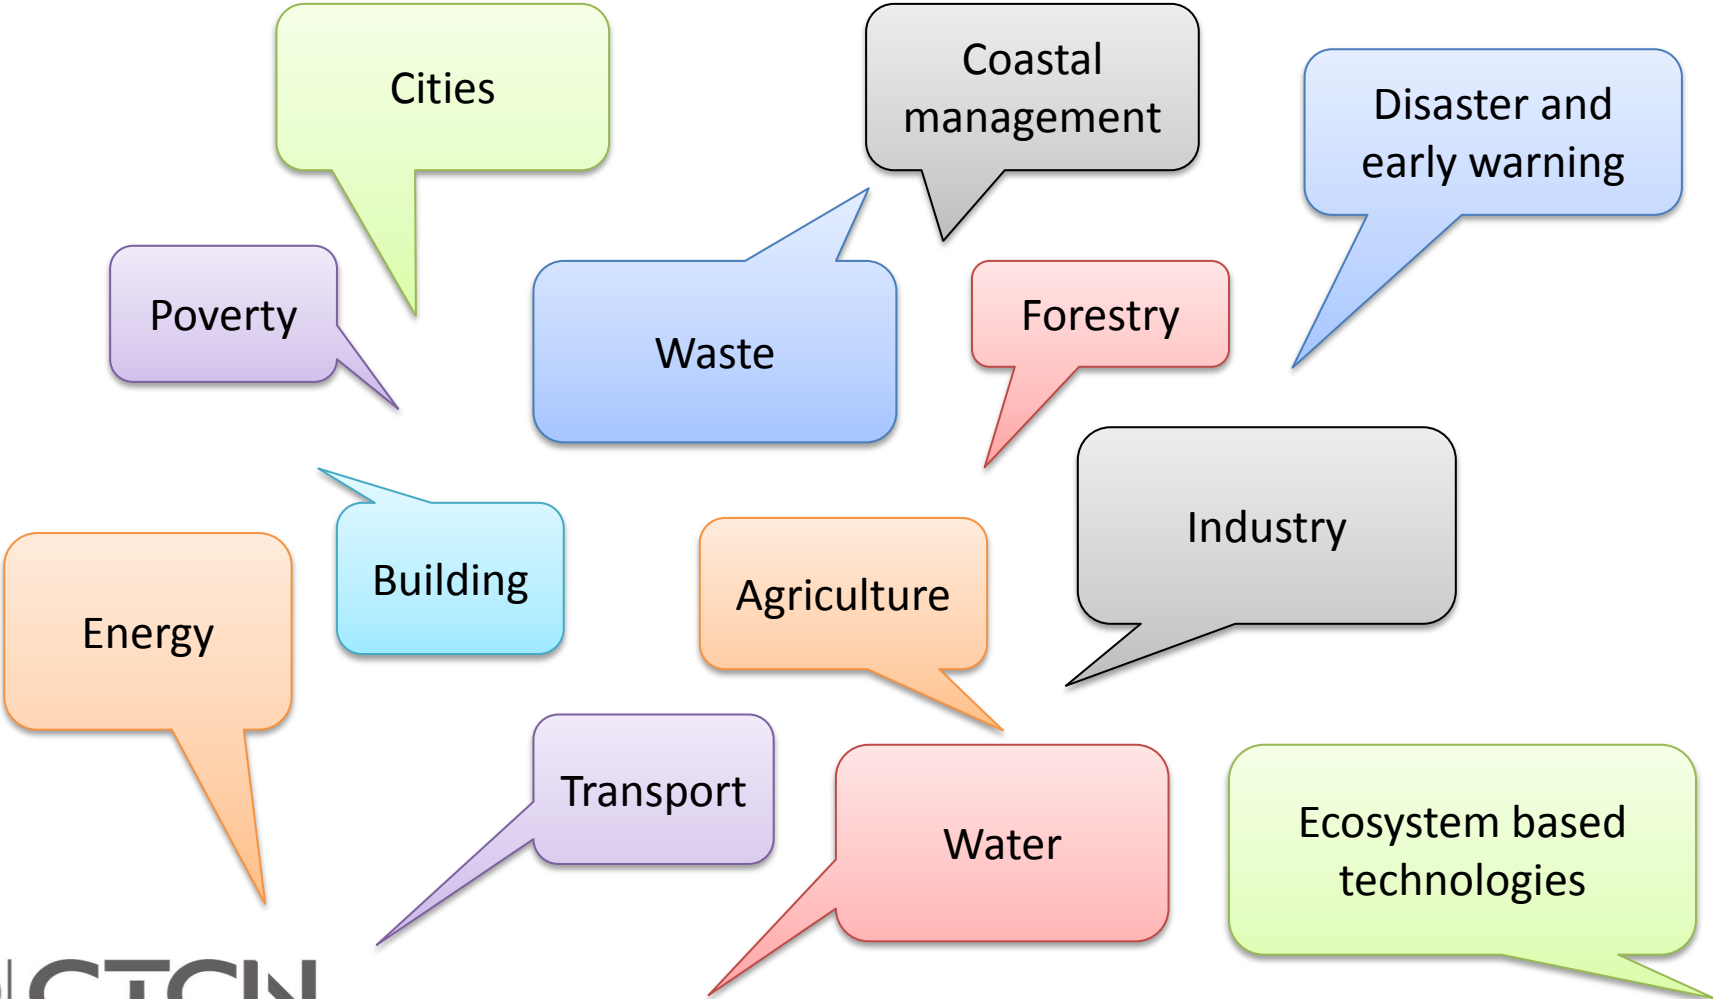 Cities
Coastal
management
Disaster and
early warning
Poverty
Waste
Forestry
Industry
Building
Agriculture
Energy
Transport
Water
Ecosystem based
technologies
CTCN